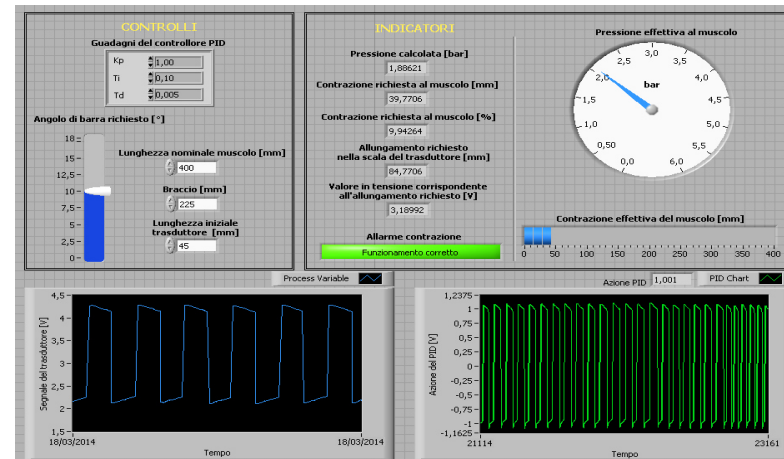 CONTROLLI
Guadagni del controllore PID
Kp 1,00
Ti 0,10
Td 0,005
Angolo di barra richiesto [°]
18
15
12,5
10
7,5
5
2,5
0
Lunghezza nominale muscolo [mm]
400
Braccio [mm]
225
Lunghezza iniziale
trasduttore [mm]
45
INDICATORI
Pressione calcolata [bar]
1,88621
Contrazione richiesta al muscolo [mm]
39,7706
Contrazione richiesta al muscolo [%]
9,94264
Allungamento richiesto
nella scala del trasduttore [mm]
84,7706
Valore in tensione corrispondente
all'allungamento richiesto [V]
3,18992
Allarme contrazione
Funzionamento corretto
Pressione effettiva al muscolo
bar
0,0
0,50
1,0
1,5
2,0
2,5
3,0
3,5
4,0
4,5
5,0
5,5
6,0
Contrazione effettiva del muscolo [mm]
0 50 100 150 200 250 300 350 400
Process Variable
Segnale del trasduttore [V]
4,5
4
3,5
3
2,5
2
1,5
18/03/2014 18/03/2014
Tempo
Azione PID 1,001 PID Chart
Azione del PID [V]
1,2375
1
0,75
0,5
0,25
0
-0,25
-0,5
-0,75
-1
-1,1625
21114 23161
Tempo